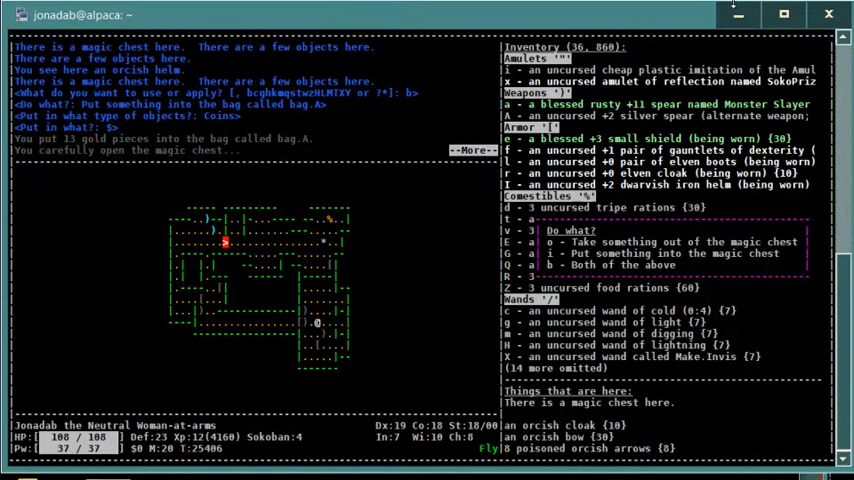 jonadab@alpaca: ~
There is a magic chest here.  There are a few objects here.
There are a few objects here.
You see here an orcish helm.
There is a magic chest here.  There are a few objects here.
<What do you want to use or apply? [, bcghkmqstwzHLMTXY or ?*]: b>
<Do what?: Put something into the bag called bag.A>
<Put in what type of objects?: Coins>
<Put in what?: $>
You put 13 gold pieces into the bag called bag.A
You carefully open the magic chest...
--More--
Jonadab the Neutral Woman-at-arms
Dx:19 Co:18 St:18/00
HP:[ 108 / 108 ] Def:23 Xp:12(4160) Sokoban:4
In:7 Wi:10 Ch:8
Pw:[ 37 / 37 ] $0 M:20 T:25406
Fly
Inventory (36, 860):
Amulets '"'
i - an uncursed cheap plastic imitation of the Amul
x - an uncursed amulet of reflection named SokoPriz
Weapons ')'
a - a blessed rusty +11 spear named Monster Slayer
A - an uncursed +2 silver spear (alternate weapon;
Armor '['
e - a blessed +3 small shield (being worn) {30}
f - an uncursed +1 pair of gauntlets of dexterity (
l - an uncursed +0 pair of elven boots (being worn)
r - an uncursed +0 elven cloak (being worn) {10}
I - an uncursed +2 dwarvish iron helm (being worn)
Comestibles '%'
d - 3 uncursed tripe rations {30}
t - a
v - 3
E - a
G - a
Q - a
R - 3
Do what?
o - Take something out of the magic chest
i - Put something into the magic chest
b - Both of the above
Z - 3 uncursed food rations {60}
Wands '/'
c - an uncursed wand of cold (0:4) {7}
g - an uncursed wand of light {7}
m - an uncursed wand of digging {7}
H - an uncursed wand of lightning {7}
X - an uncursed wand called Make.Invis {7}
(14 more omitted)
Things that are here:
There is a magic chest here.
an orcish cloak {10}
an orcish bow {30}
8 poisoned orcish arrows {8}